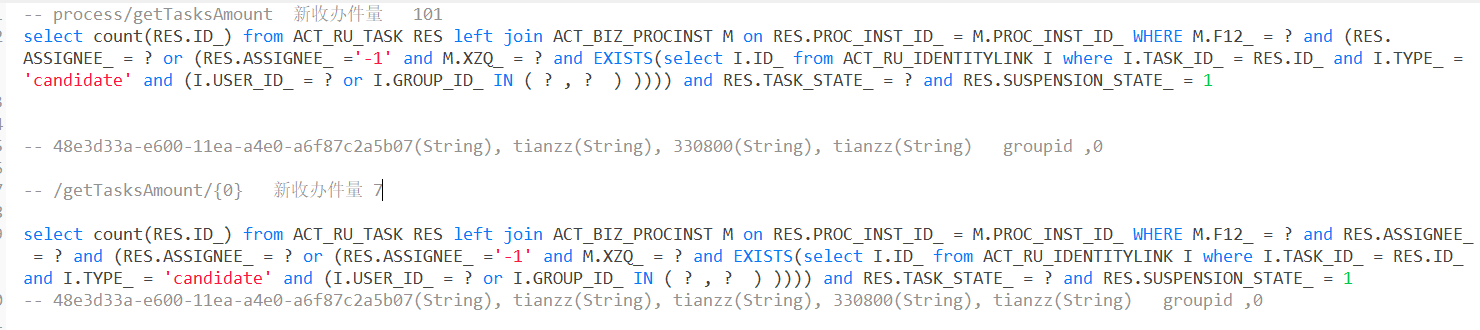 -- process/getTasksAmount  新收办件量   101
select count(RES.ID_) from ACT_RU_TASK RES left join ACT_BIZ_PROCINST M on RES.PROC_INST_ID_ = M.PROC_INST_ID_ WHERE M.F12_ = ? and (RES.
ASSIGNEE_ = ? or (RES.ASSIGNEE_ ='-1' and M.XZQ_ = ? and EXISTS(select I.ID_ from ACT_RU_IDENTITYLINK I where I.TASK_ID_ = RES.ID_ and I.TYPE_ =
'candidate' and (I.USER_ID_ = ? or I.GROUP_ID_ IN ( ? , ?  ) )))) and RES.TASK_STATE_ = ? and RES.SUSPENSION_STATE_ = 1
-- 48e3d33a-e600-11ea-a4e0-a6f87c2a5b07(String), tianzz(String), 330800(String), tianzz(String)   groupid ,0
-- /getTasksAmount/{0}   新收办件量 7
select count(RES.ID_) from ACT_RU_TASK RES left join ACT_BIZ_PROCINST M on RES.PROC_INST_ID_ = M.PROC_INST_ID_ WHERE M.F12_ = ? and RES.ASSIGNEE_
= ? and (RES.ASSIGNEE_ = ? or (RES.ASSIGNEE_ ='-1' and M.XZQ_ = ? and EXISTS(select I.ID_ from ACT_RU_IDENTITYLINK I where I.TASK_ID_ = RES.ID_
and I.TYPE_ = 'candidate' and (I.USER_ID_ = ? or I.GROUP_ID_ IN ( ? , ?  ) )))) and RES.TASK_STATE_ = ? and RES.SUSPENSION_STATE_ = 1
-- 48e3d33a-e600-11ea-a4e0-a6f87c2a5b07(String), tianzz(String), tianzz(String), 330800(String), tianzz(String)   groupid ,0